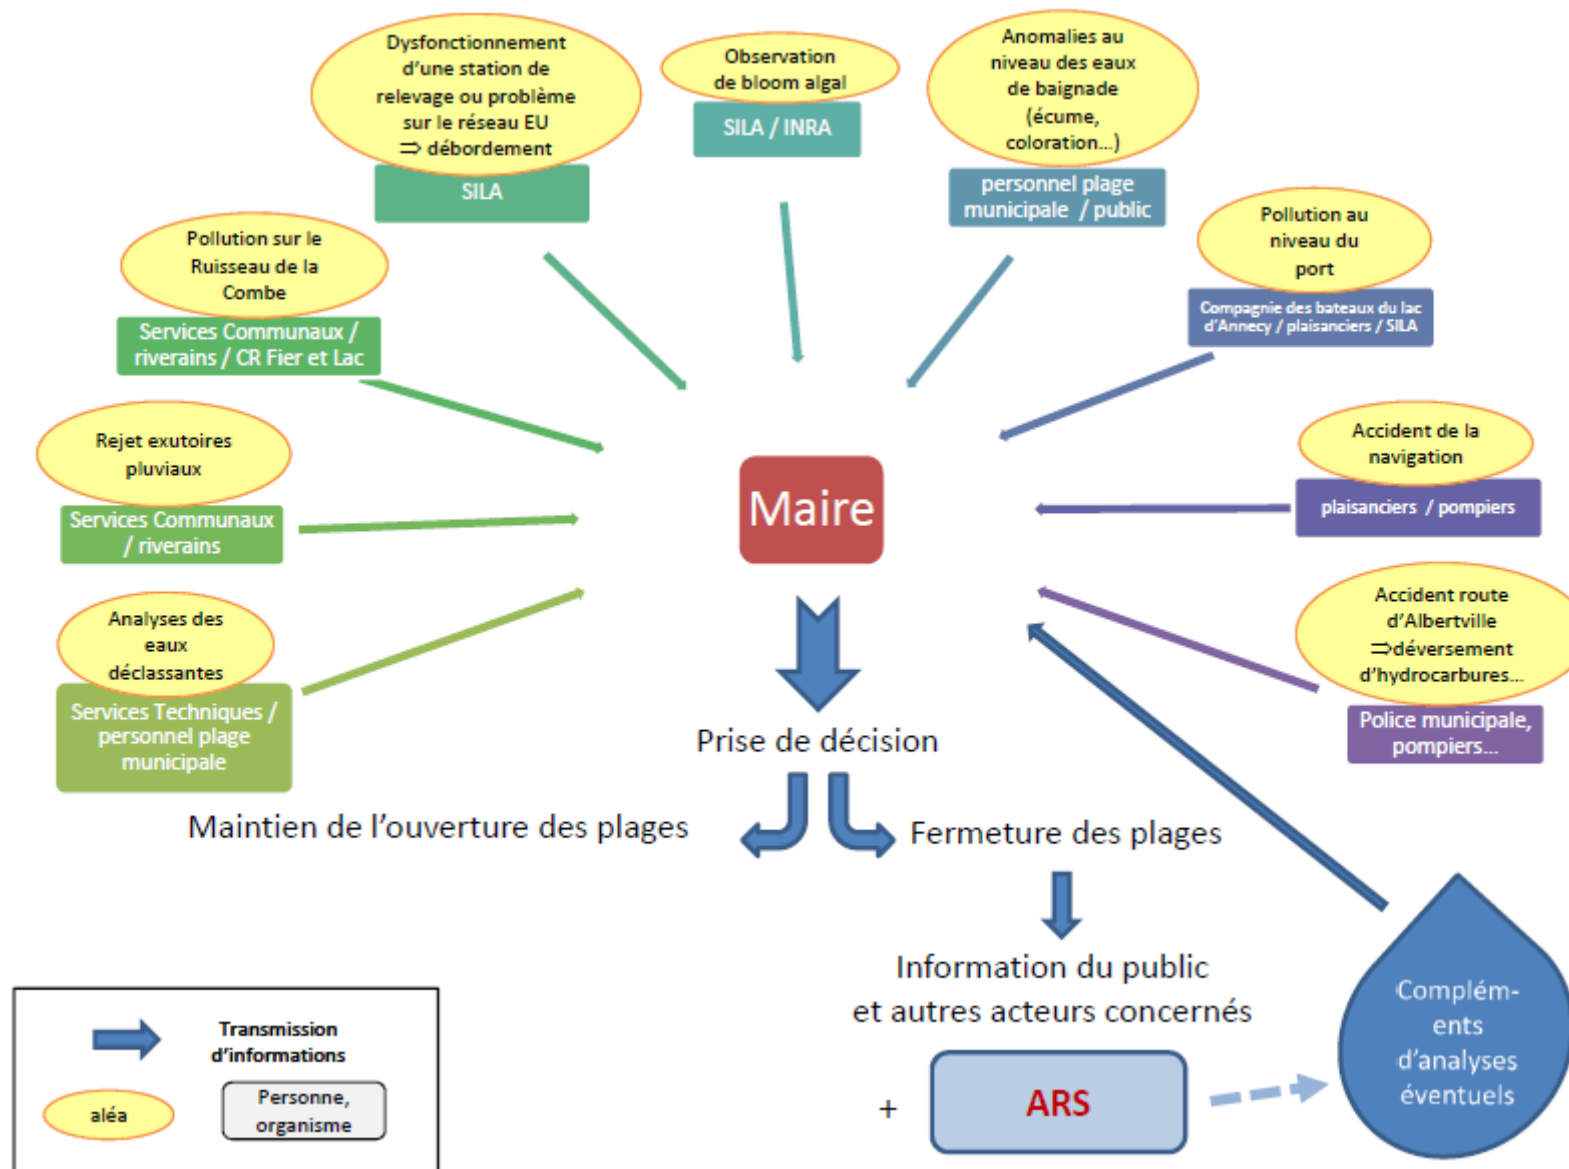 Dysfonctionnement
d'une station de
relevage ou problème
sur le réseau EU
⇒ débordement
SILA
Observation
de bloom algal
SILA / INRA
Anomalies au
niveau des eaux
de baignade
(écume,
coloration...)
personnel plage
municipale / public
Pollution sur le
Ruisseau de la
Combe
Services Communaux /
riverains / CR Fier et Lac
Pollution au
niveau du
port
Compagnie des bateaux du lac
d'Annecy / plaisanciers / SILA
Rejet exutoires
pluviaux
Services Communaux
/ riverains
Maire
Accident de la
navigation
plaisanciers / pompiers
Analyses des
eaux
déclassantes
Services Techniques /
personnel plage
municipale
Accident route
d'Albertville
⇒déversement
d'hydrocarbures...
Police municipale,
pompiers...
Prise de décision
Maintien de l'ouverture des plages
Fermeture des plages
Information du public
et autres acteurs concernés
+
ARS
Complém-
ents
d'analyses
éventuels
Transmission
d'informations
aléa
Personne,
organisme